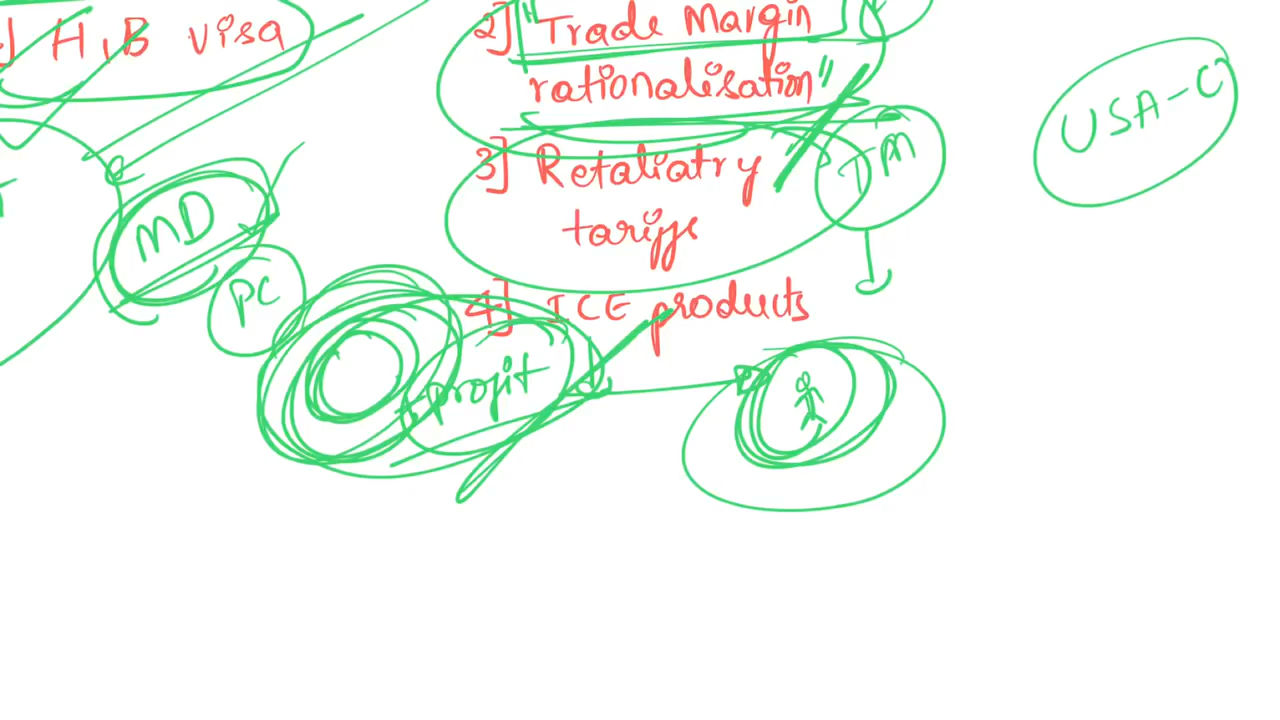 ] H1B visa
2] "Trade Margin
rationalisation"
3] Retaliatry
tariffs
4] ICE products
USA-C
TM
MD
PC
profit